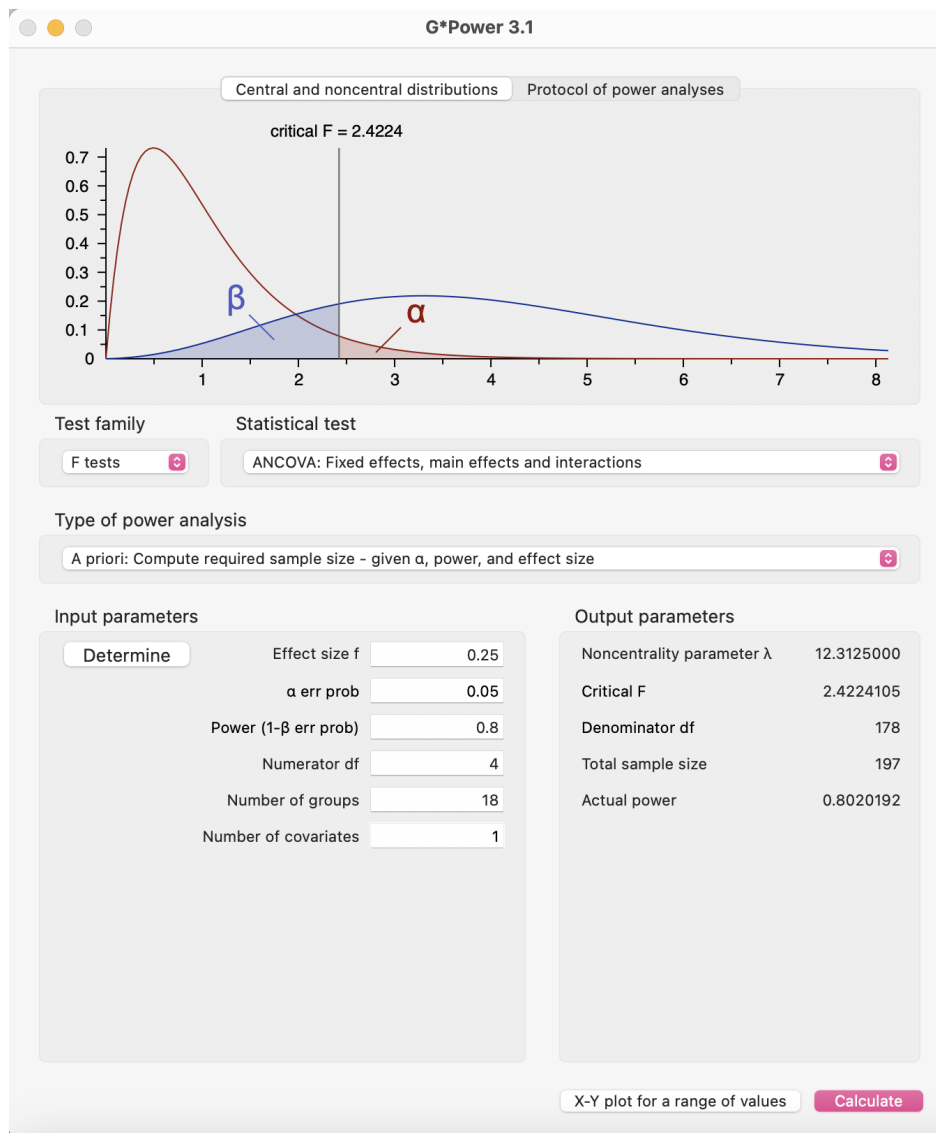 G*Power 3.1
Central and noncentral distributions Protocol of power analyses
critical F = 2.4224
0.7
0.6
0.5
0.4
0.3
0.2
0.1
0
β
α
1 2 3 4 5 6 7 8
Test family Statistical test
F tests ANCOVA: Fixed effects, main effects and interactions
Type of power analysis
A priori: Compute required sample size - given α, power, and effect size
Input parameters Output parameters
Determine Effect size f 0.25 Noncentrality parameter λ 12.3125000
α err prob 0.05 Critical F 2.4224105
Power (1-β err prob) 0.8 Denominator df 178
Numerator df 4 Total sample size 197
Number of groups 18 Actual power 0.8020192
Number of covariates 1
X-Y plot for a range of values Calculate